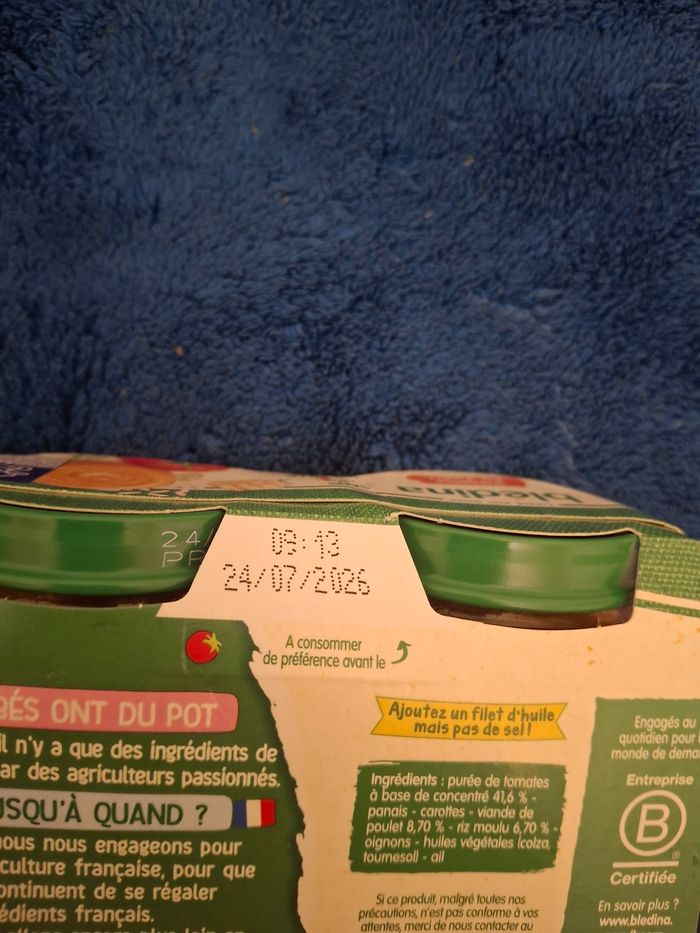 blédina
24
PP
09:13
24/07/2026
A consommer
de préférence avant le
BÉS ONT DU POT
il n'y a que des ingrédients de
ar des agriculteurs passionnés.
USQU'À QUAND ?
nous nous engageons pour
culture française, pour que
ontinuent de se régaler
édients français.
Ajoutez un filet d'huile
mais pas de sel !
Ingrédients : purée de tomates
à base de concentré 41,6 % -
panais - carottes - viande de
poulet 8,70 % - riz moulu 6,70 % -
oignons - huiles végétales (colza,
tournesol) - ail
Si ce produit, malgré toutes nos
précautions, n'est pas conforme à vos
attentes, merci de nous contacter au
Engagés au
quotidien pour
monde de dema
Entreprise
B
Certifiée
En savoir plus ?
www.bledina.